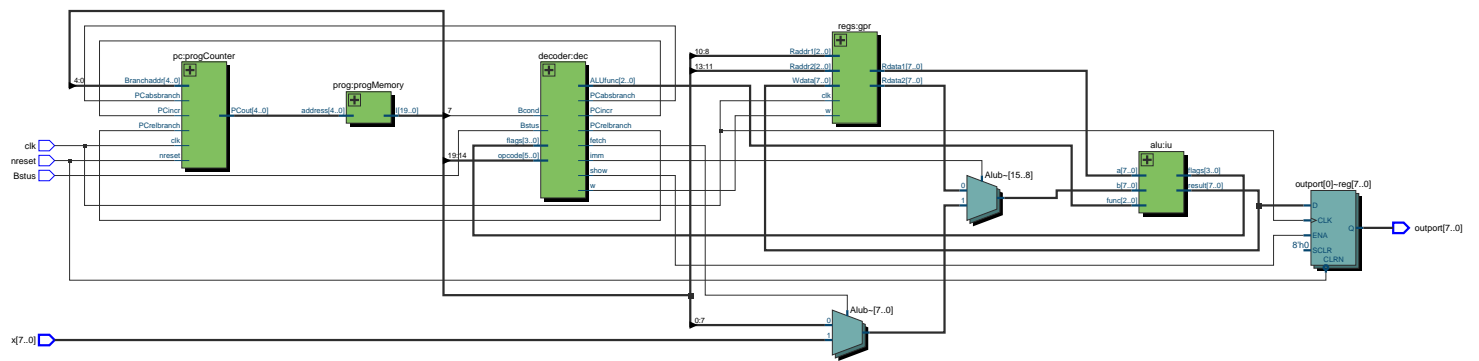 clk
nreset
Bstus
x[7..0]
pc:progCounter
4:0
Branchaddr[4..0]
PCabsbranch
PCincr
PCrelbranch
clk
nreset
PCout[4..0]
prog:progMemory
address[4..0]
I[19..0]
7
19:14
decoder:dec
Bcond
Bstus
flags[3..0]
opcode[5..0]
ALUfunc[2..0]
PCabsbranch
PCincr
PCrelbranch
fetch
imm
show
w
10:8
13:11
0:7
regs:gpr
Raddr1[2..0]
Raddr2[2..0]
Wdata[7..0]
clk
w
Rdata1[7..0]
Rdata2[7..0]
Alub~[7..0]
0
1
Alub~[15..8]
0
1
alu:iu
a[7..0]
b[7..0]
func[2..0]
flags[3..0]
result[7..0]
outport[0]~reg[7..0]
D
CLK
ENA
8'h0
SCLR
CLRN
Q
outport[7..0]